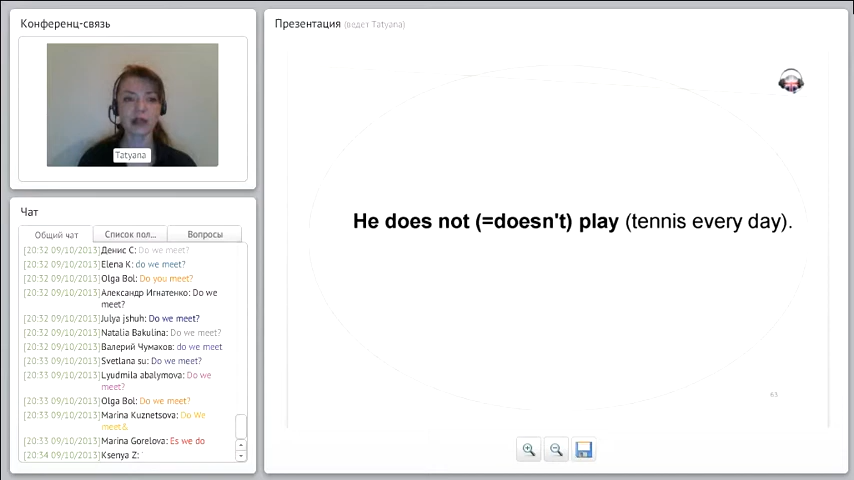 Конференц-связь
Tatyana
Чат
Общий чат
Список пол...
Вопросы
[20:32 09/10/2013]Денис С: Do we meet?
[20:32 09/10/2013]Elena K: do we meet?
[20:32 09/10/2013]Olga Bol: Do you meet?
[20:32 09/10/2013]Александр Игнатенко: Do we
meet?
[20:32 09/10/2013]Julya jshuh: Do we meet?
[20:32 09/10/2013]Natalia Bakulina: Do we meet?
[20:32 09/10/2013]Валерий Чумаков: do we meet
[20:33 09/10/2013]Svetlana su: Do we meet?
[20:33 09/10/2013]Lyudmila abalymova: Do we
meet?
[20:33 09/10/2013]Olga Bol: Do we meet?
[20:33 09/10/2013]Marina Kuznetsova: Do We
meet&
[20:33 09/10/2013]Marina Gorelova: Es we do
[20:34 09/10/2013]Ksenya Z: `
Презентация (ведет Tatyana)
He does not (=doesn't) play (tennis every day).
63